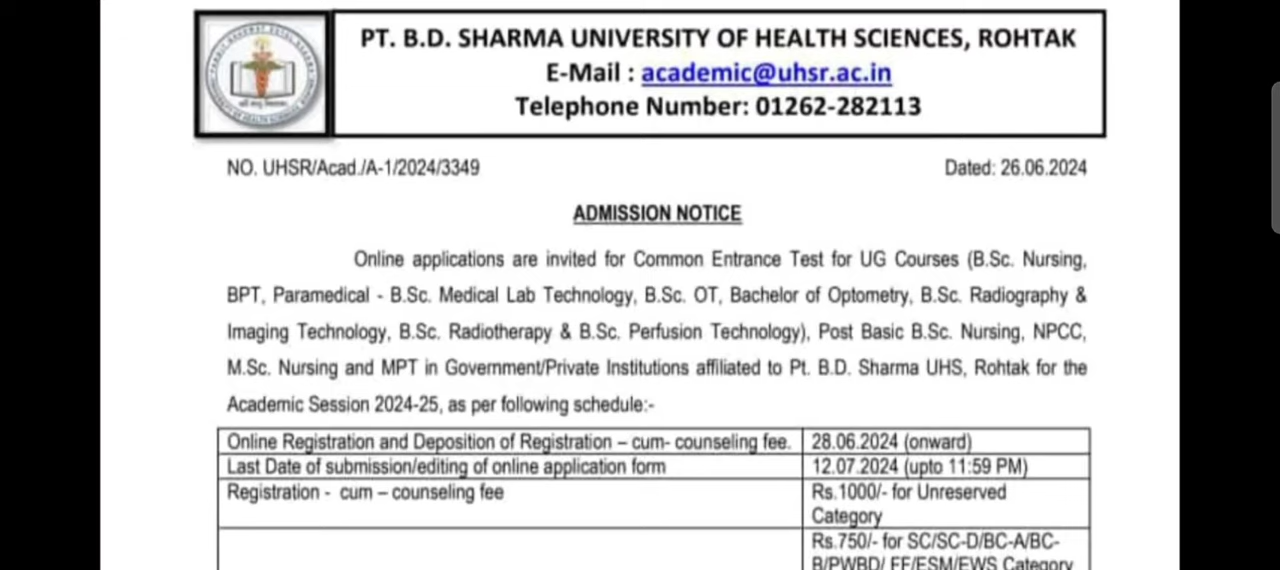 PT. B.D. SHARMA UNIVERSITY OF HEALTH SCIENCES, ROHTAK
E-Mail : academic@uhsr.ac.in
Telephone Number: 01262-282113
NO. UHSR/Acad./A-1/2024/3349 Dated: 26.06.2024
ADMISSION NOTICE
Online applications are invited for Common Entrance Test for UG Courses (B.Sc. Nursing,
BPT, Paramedical - B.Sc. Medical Lab Technology, B.Sc. OT, Bachelor of Optometry, B.Sc. Radiography &
Imaging Technology, B.Sc. Radiotherapy & B.Sc. Perfusion Technology), Post Basic B.Sc. Nursing, NPCC,
M.Sc. Nursing and MPT in Government/Private Institutions affiliated to Pt. B.D. Sharma UHS, Rohtak for the
Academic Session 2024-25, as per following schedule:-
Online Registration and Deposition of Registration – cum- counseling fee. 28.06.2024 (onward)
Last Date of submission/editing of online application form 12.07.2024 (upto 11:59 PM)
Registration - cum – counseling fee Rs.1000/- for Unreserved
Category
Rs.750/- for SC/SC-D/BC-A/BC-
B/PWBD/ FF/ESM/EWS Category